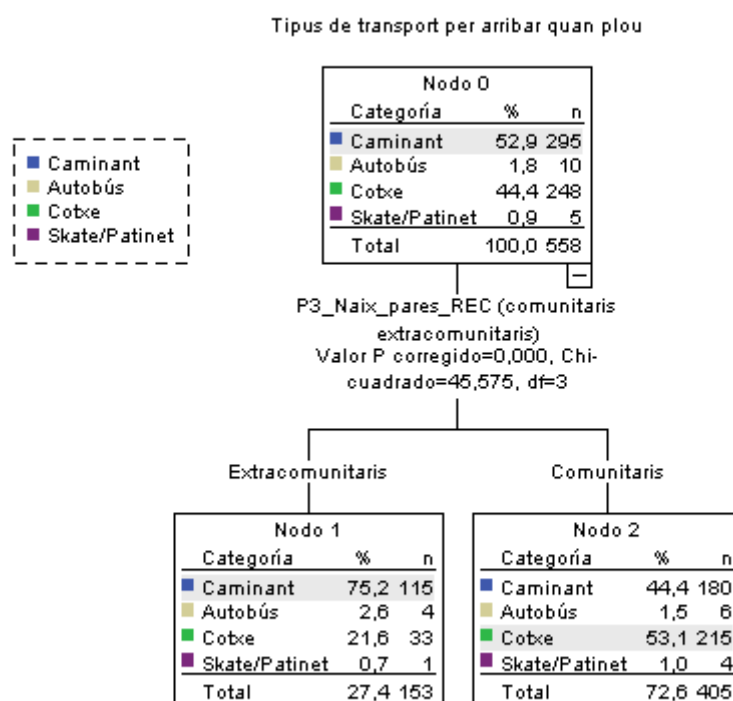 Tipus de transport per arribar quan plou
Nodo 0
Categoría % n
Caminant 52,9 295
Autobús 1,8 10
Cotxe 44,4 248
Skate/Patinet 0,9 5
Total 100,0 558
Caminant
Autobús
Cotxe
Skate/Patinet
P3_Naix_pares_REC (comunitaris
extracomunitaris)
Valor P corregido=0,000, Chi-
cuadrado=45,575, df=3
Extracomunitaris
Comunitaris
Nodo 1
Categoría % n
Caminant 75,2 115
Autobús 2,6 4
Cotxe 21,6 33
Skate/Patinet 0,7 1
Total 27,4 153
Nodo 2
Categoría % n
Caminant 44,4 180
Autobús 1,5 6
Cotxe 53,1 215
Skate/Patinet 1,0 4
Total 72,6 405